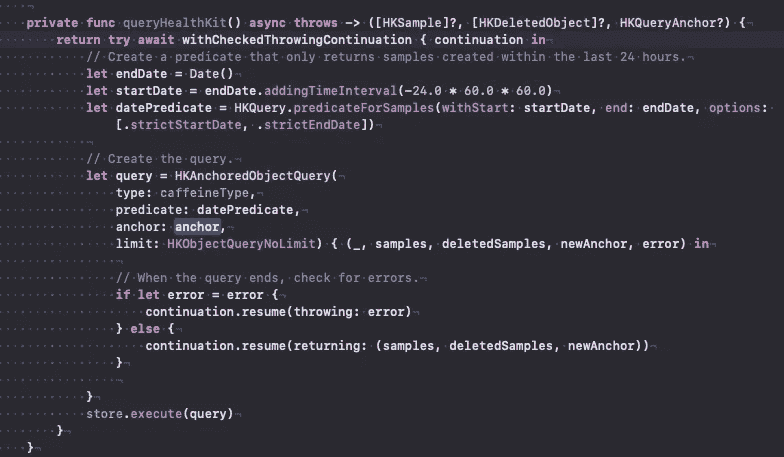 private func queryHealthKit() async throws -> ([HKSample]?, [HKDeletedObject]?, HKQueryAnchor?) {
return try await withCheckedThrowingContinuation { continuation in
// Create a predicate that only returns samples created within the last 24 hours.
let endDate = Date()
let startDate = endDate.addingTimeInterval(-24.0 * 60.0 * 60.0)
let datePredicate = HKQuery.predicateForSamples(withStart: startDate, end: endDate, options:
[.strictStartDate, .strictEndDate])
// Create the query.
let query = HKAnchoredObjectQuery(
type: caffeineType,
predicate: datePredicate,
anchor: anchor,
limit: HKObjectQueryNoLimit) { (_, samples, deletedSamples, newAnchor, error) in
// When the query ends, check for errors.
if let error = error {
continuation.resume(throwing: error)
} else {
continuation.resume(returning: (samples, deletedSamples, newAnchor))
}
}
store.execute(query)
}
}